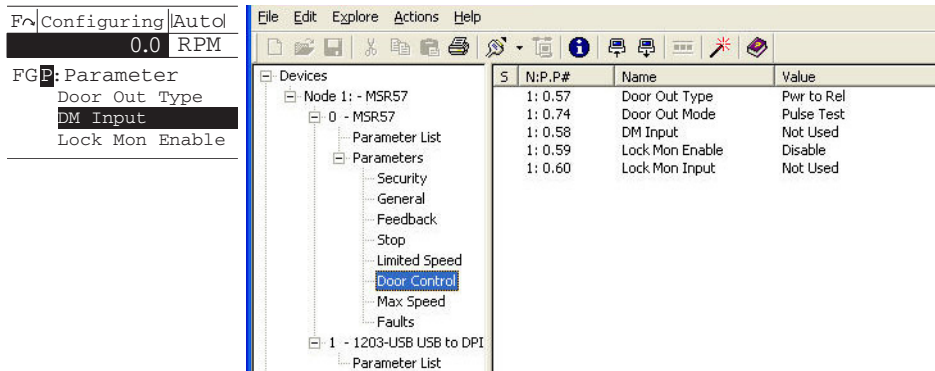 F Configuring Auto
0.0 RPM
FGP: Parameter
Door Out Type
DM Input
Lock Mon Enable
File Edit Explore Actions Help
Devices
Node 1: - MSR57
0 - MSR57
Parameter List
Parameters
Security
General
Feedback
Stop
Limited Speed
Door Control
Max Speed
Faults
1 - 1203-USB USB to DPI
Parameter List
S N:P.P# Name Value
1: 0.57 Door Out Type Pwr to Rel
1: 0.74 Door Out Mode Pulse Test
1: 0.58 DM Input Not Used
1: 0.59 Lock Mon Enable Disable
1: 0.60 Lock Mon Input Not Used